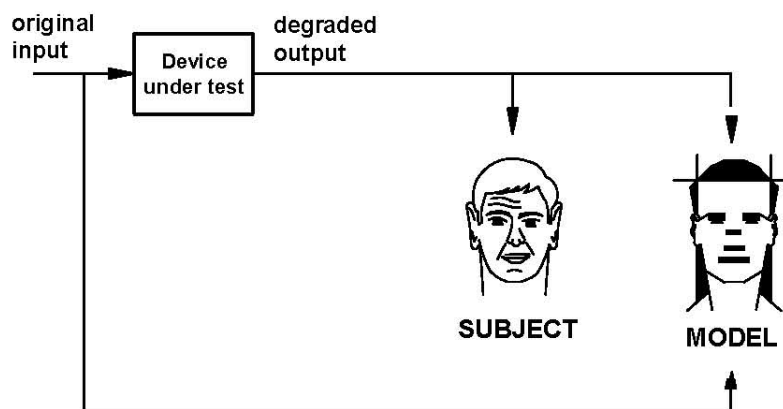 original
input
Device
under test
degraded
output
SUBJECT
MODEL